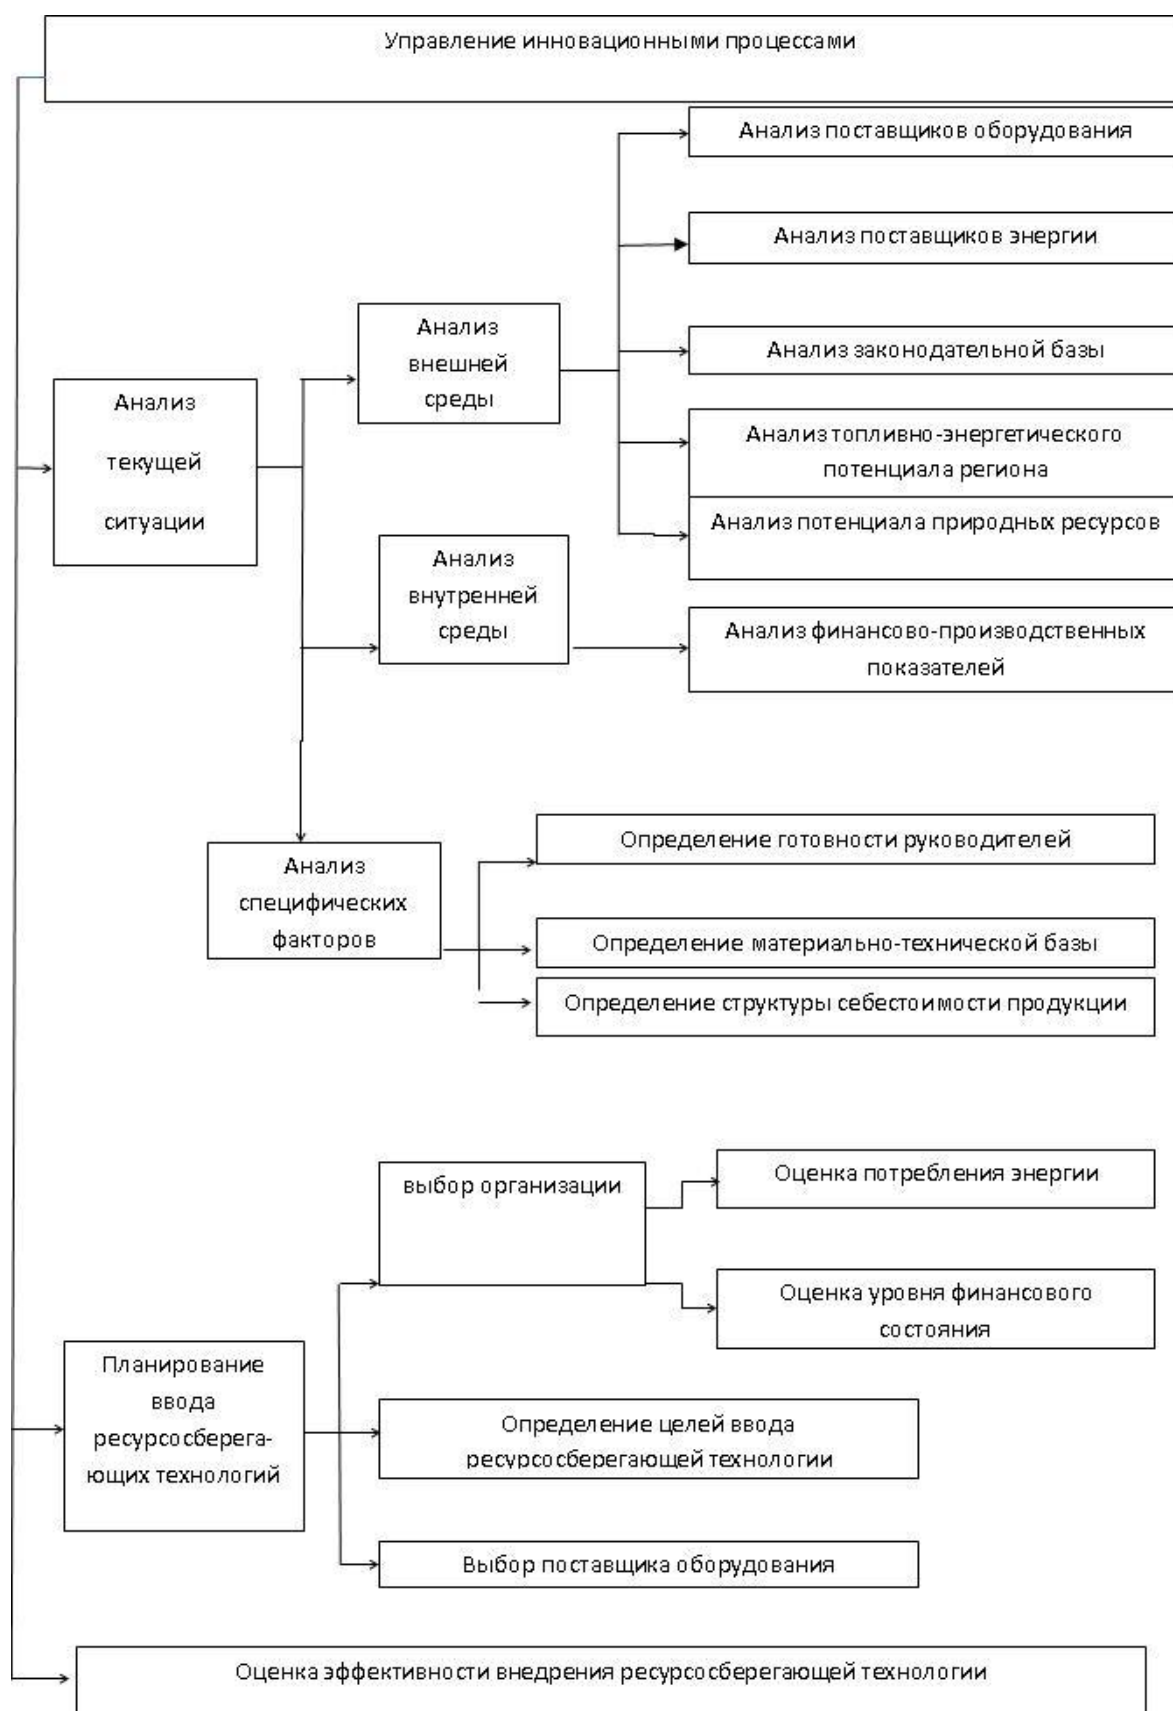 Управление инновационными процессами
Анализ поставщиков оборудования
Анализ поставщиков энергии
Анализ
внешней
среды
Анализ законодательной базы
Анализ
текущей
ситуации
Анализ топливно-энергетического
потенциала региона
Анализ потенциала природных ресурсов
Анализ
внутренней
среды
Анализ финансово-производственных
показателей
Анализ
специфических
факторов
Определение готовности руководителей
Определение материально-технической базы
Определение структуры себестоимости продукции
выбор организации
Оценка потребления энергии
Оценка уровня финансового
состояния
Планирование
ввода
ресурсосберега-
ющих технологий
Определение целей ввода
ресурсосберегающей технологии
Выбор поставщика оборудования
Оценка эффективности внедрения ресурсосберегающей технологии